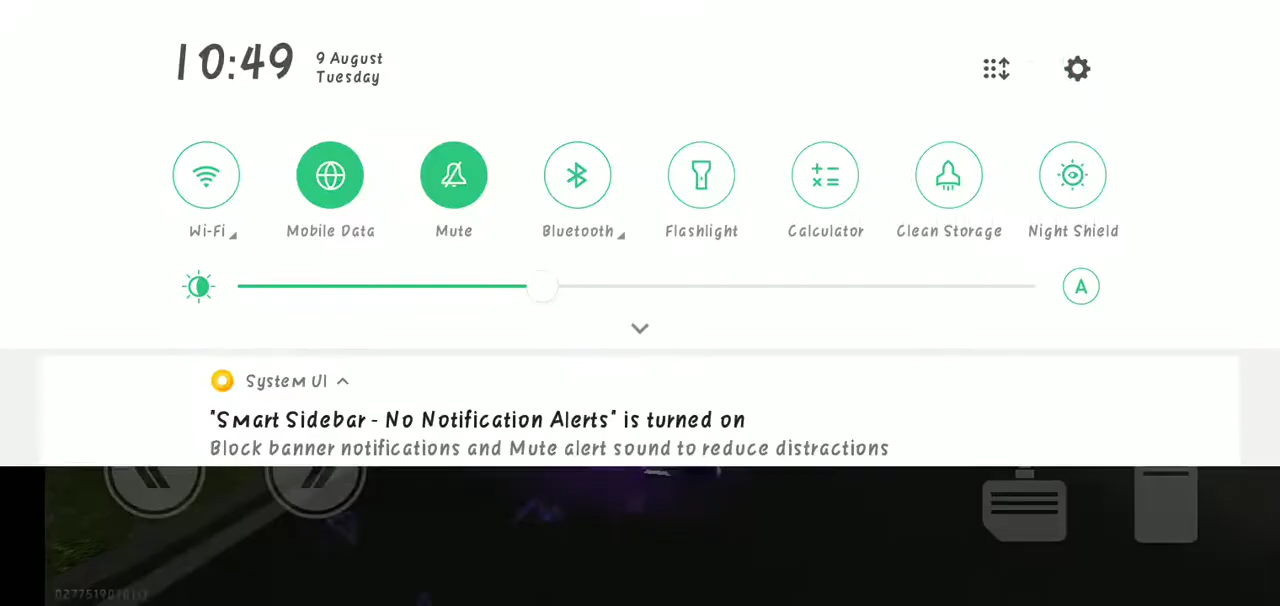 10:49
9 August
Tuesday
Wi-Fi
Mobile Data
Mute
Bluetooth
Flashlight
Calculator
Clean Storage
Night Shield
A
System UI
"Smart Sidebar - No Notification Alerts" is turned on
Block banner notifications and Mute alert sound to reduce distractions